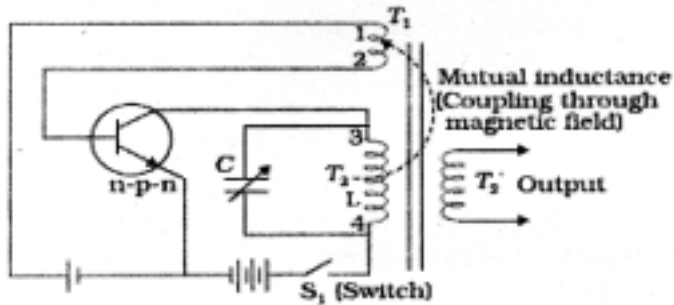 T₁
1
2
Mutual inductance
(Coupling through
magnetic field)
3
C
n-p-n
T₂
L
T₂ Output
4
S₁ (Switch)